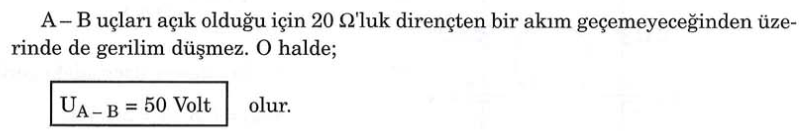 A – B uçları açık olduğu için 20 Ω'luk dirençten bir akım geçemeyeceğinden üze-
rinde de gerilim düşmez. O halde;
U_A – B = 50 Volt olur.